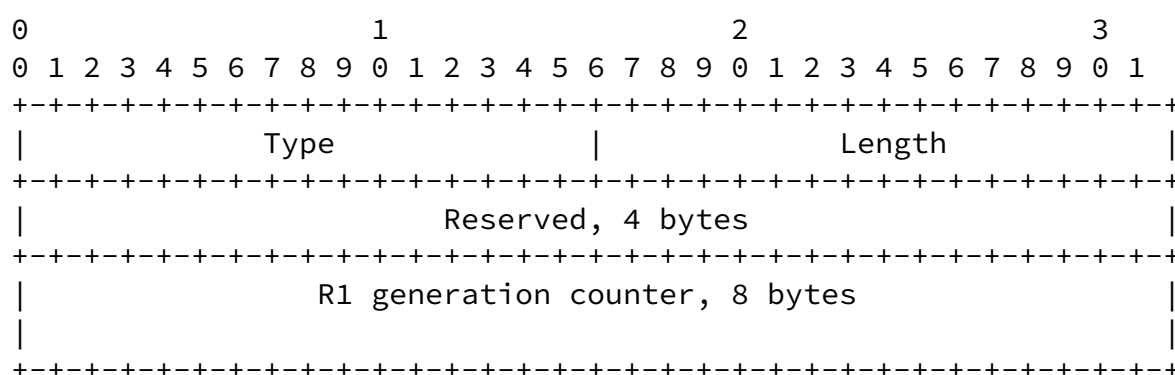 0                   1                   2                   3
0 1 2 3 4 5 6 7 8 9 0 1 2 3 4 5 6 7 8 9 0 1 2 3 4 5 6 7 8 9 0 1
+-+-+-+-+-+-+-+-+-+-+-+-+-+-+-+-+-+-+-+-+-+-+-+-+-+-+-+-+-+-+-+-+
|             Type              |             Length            |
+-+-+-+-+-+-+-+-+-+-+-+-+-+-+-+-+-+-+-+-+-+-+-+-+-+-+-+-+-+-+-+-+
|                       Reserved, 4 bytes                       |
+-+-+-+-+-+-+-+-+-+-+-+-+-+-+-+-+-+-+-+-+-+-+-+-+-+-+-+-+-+-+-+-+
|                R1 generation counter, 8 bytes                 |
|                                                               |
+-+-+-+-+-+-+-+-+-+-+-+-+-+-+-+-+-+-+-+-+-+-+-+-+-+-+-+-+-+-+-+-+